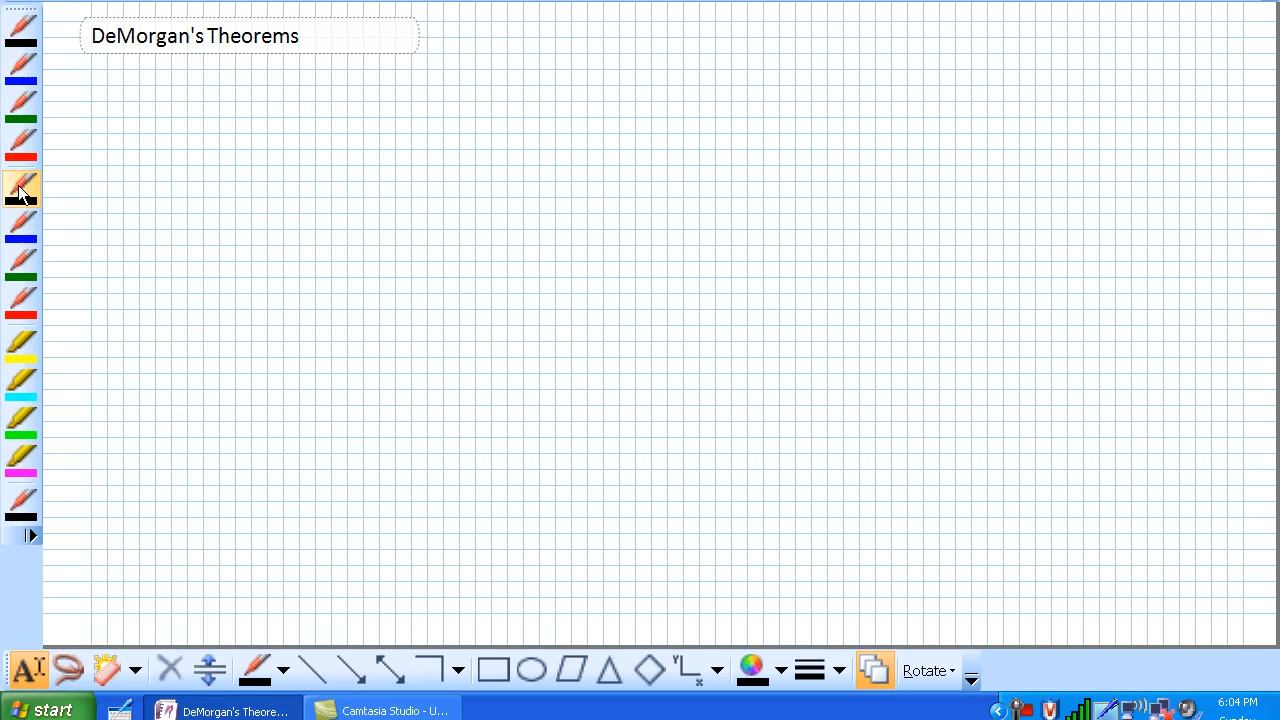 DeMorgan's Theorems
Rotate
start
DeMorgan's Theore...
Camtasia Studio - U...
6:04 PM